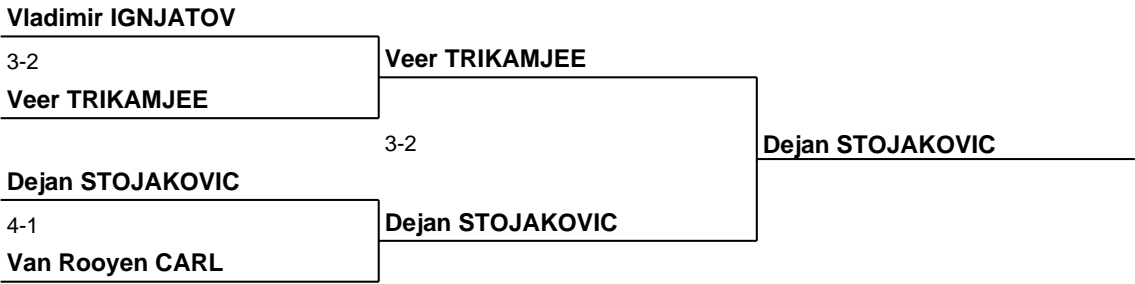 Vladimir IGNJATOV
3-2
Veer TRIKAMJEE
Veer TRIKAMJEE
3-2
Dejan STOJAKOVIC
Dejan STOJAKOVIC
4-1
Dejan STOJAKOVIC
Van Rooyen CARL